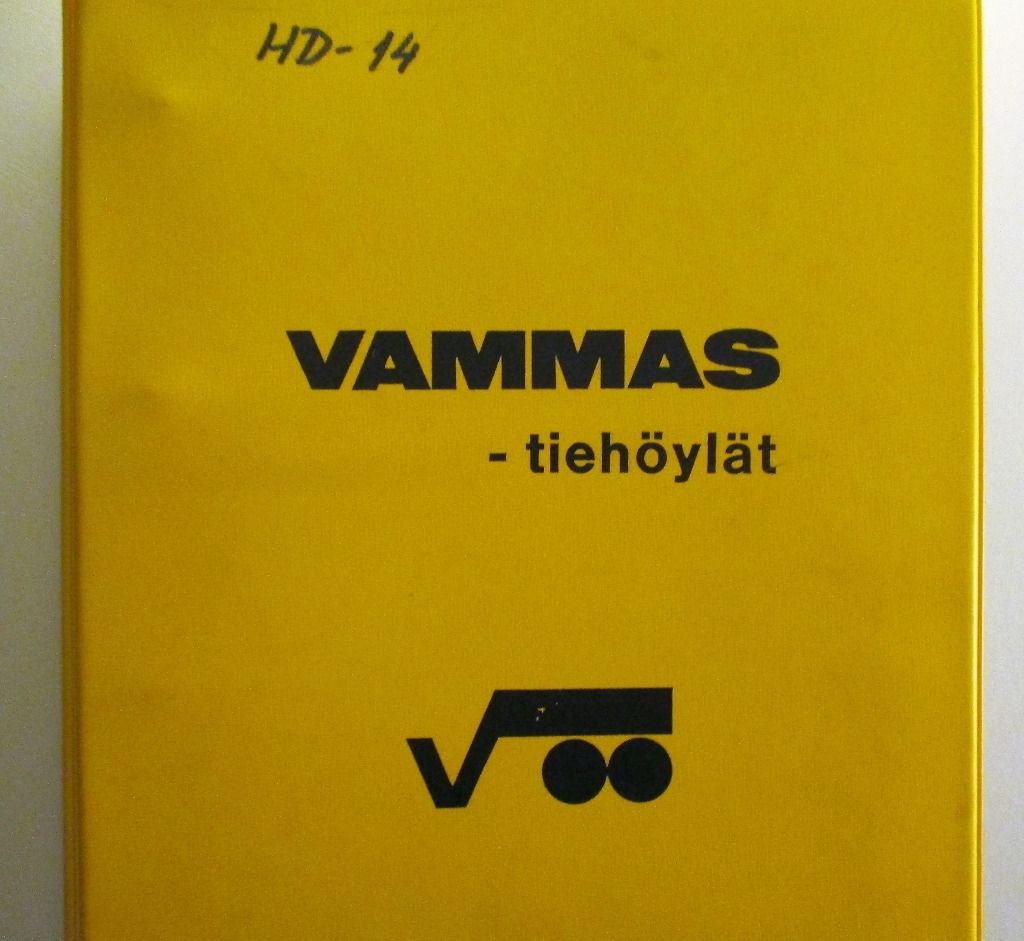 HD-14
VAMMAS
- tiehöylät